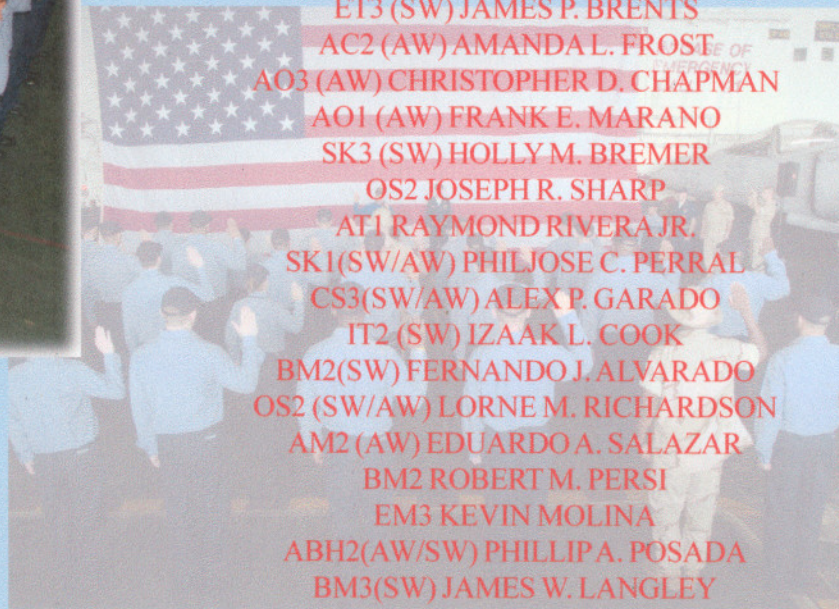 ET3 (SW) JAMES P. BRENTS
AC2 (AW) AMANDA L. FROST
AO3 (AW) CHRISTOPHER D. CHAPMAN
AO1 (AW) FRANK E. MARANO
SK3 (SW) HOLLY M. BREMER
OS2 JOSEPH R. SHARP
AT1 RAYMOND RIVERA JR.
SK1(SW/AW) PHILJOSE C. PERRAL
CS3(SW/AW) ALEX P. GARADO
IT2 (SW) IZAAK L. COOK
BM2(SW) FERNANDO J. ALVARADO
OS2 (SW/AW) LORNE M. RICHARDSON
AM2 (AW) EDUARDO A. SALAZAR
BM2 ROBERT M. PERSI
EM3 KEVIN MOLINA
ABH2(AW/SW) PHILLIP A. POSADA
BM3(SW) JAMES W. LANGLEY
OF
EMERGENCY